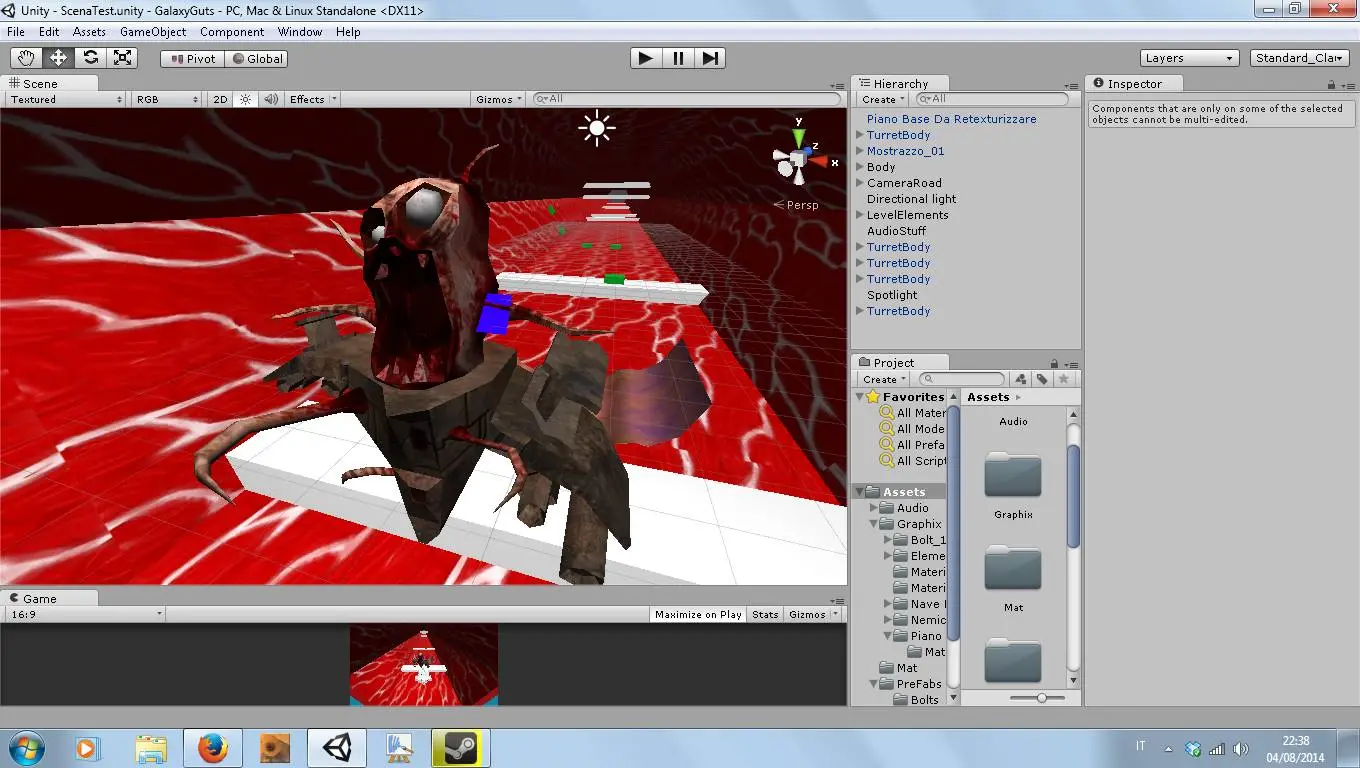 Unity - ScenaTest.unity - GalaxyGuts - PC, Mac & Linux Standalone <DX11>
File Edit Assets GameObject Component Window Help
Pivot Global Layers
Scene
Textured RGB 2D Effects Gizmos All
y
z
x
Persp
Game
16:9 Maximize on Play Stats Gizmos
Hierarchy
Create All
Piano Base Da Retexturizzare
TurretBody
Mostrazzo_01
Body
CameraRoad
Directional light
LevelElements
AudioStuff
TurretBody
TurretBody
TurretBody
Spotlight
TurretBody
Project
Create
Favorites
All Mater
All Mode
All Prefa
All Script
Assets
Audio
Graphix
Bolt_1
Eleme
Materi
Materi
Nave
Nemic
Piano
Mat
Mat
PreFabs
Bolts
Assets
Audio
Graphix
Mat
Inspector
Components that are only on some of the selected
objects cannot be multi-edited.
IT
22:38
04/08/2014